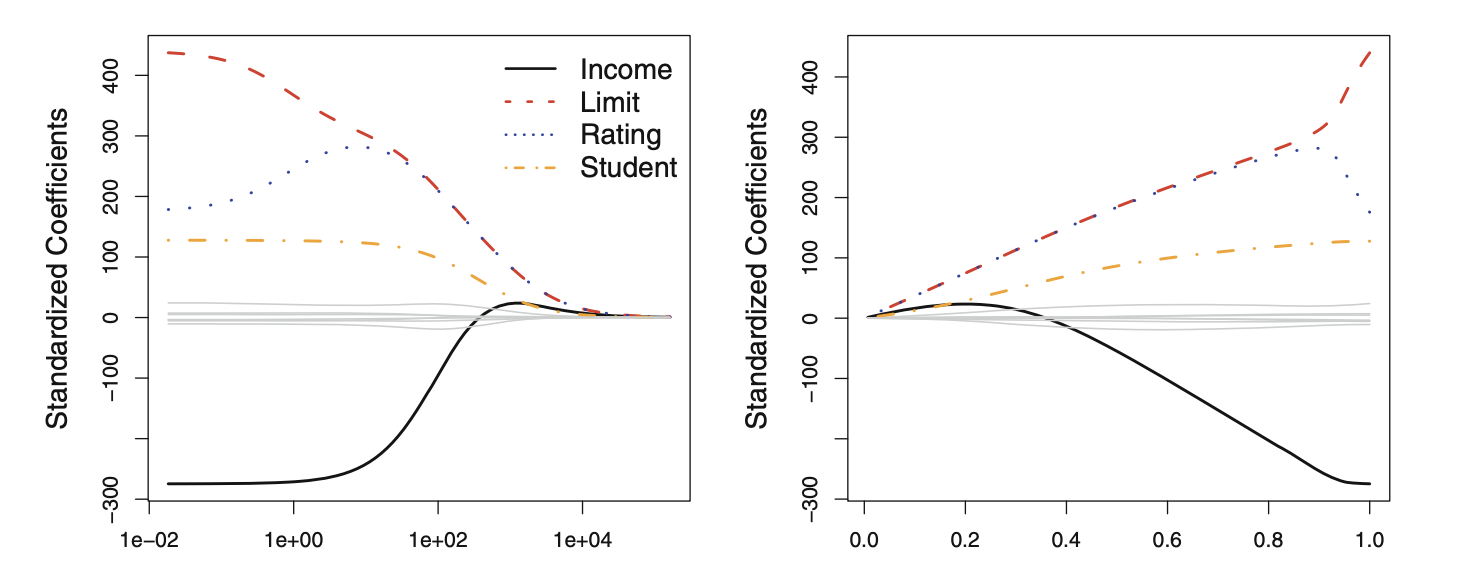 Standardized Coefficients
400
300
200
100
0
−100
−300
1e−02
1e+00
1e+02
1e+04
Income
Limit
Rating
Student
Standardized Coefficients
400
300
200
100
0
−100
−300
0.0
0.2
0.4
0.6
0.8
1.0